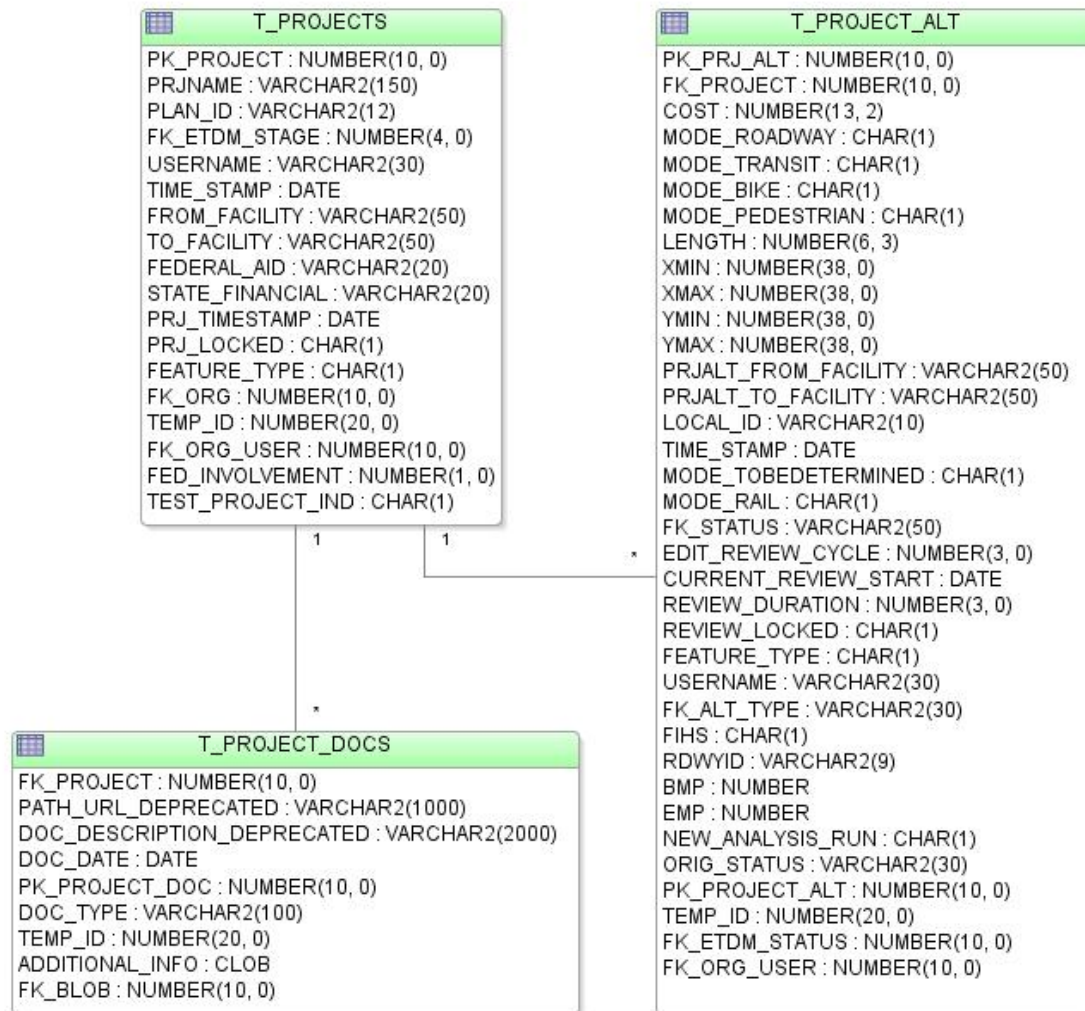 T_PROJECTS
PK_PROJECT : NUMBER(10, 0)
PRJNAME : VARCHAR2(150)
PLAN_ID : VARCHAR2(12)
FK_ETDM_STAGE : NUMBER(4, 0)
USERNAME : VARCHAR2(30)
TIME_STAMP : DATE
FROM_FACILITY : VARCHAR2(50)
TO_FACILITY : VARCHAR2(50)
FEDERAL_AID : VARCHAR2(20)
STATE_FINANCIAL : VARCHAR2(20)
PRJ_TIMESTAMP : DATE
PRJ_LOCKED : CHAR(1)
FEATURE_TYPE : CHAR(1)
FK_ORG : NUMBER(10, 0)
TEMP_ID : NUMBER(20, 0)
FK_ORG_USER : NUMBER(10, 0)
FED_INVOLVEMENT : NUMBER(1, 0)
TEST_PROJECT_IND : CHAR(1)
1
1
*
*
T_PROJECT_DOCS
FK_PROJECT : NUMBER(10, 0)
PATH_URL_DEPRECATED : VARCHAR2(1000)
DOC_DESCRIPTION_DEPRECATED : VARCHAR2(2000)
DOC_DATE : DATE
PK_PROJECT_DOC : NUMBER(10, 0)
DOC_TYPE : VARCHAR2(100)
TEMP_ID : NUMBER(20, 0)
ADDITIONAL_INFO : CLOB
FK_BLOB : NUMBER(10, 0)
T_PROJECT_ALT
PK_PRJ_ALT : NUMBER(10, 0)
FK_PROJECT : NUMBER(10, 0)
COST : NUMBER(13, 2)
MODE_ROADWAY : CHAR(1)
MODE_TRANSIT : CHAR(1)
MODE_BIKE : CHAR(1)
MODE_PEDESTRIAN : CHAR(1)
LENGTH : NUMBER(6, 3)
XMIN : NUMBER(38, 0)
XMAX : NUMBER(38, 0)
YMIN : NUMBER(38, 0)
YMAX : NUMBER(38, 0)
PRJALT_FROM_FACILITY : VARCHAR2(50)
PRJALT_TO_FACILITY : VARCHAR2(50)
LOCAL_ID : VARCHAR2(10)
TIME_STAMP : DATE
MODE_TOBEDETERMINED : CHAR(1)
MODE_RAIL : CHAR(1)
FK_STATUS : VARCHAR2(50)
EDIT_REVIEW_CYCLE : NUMBER(3, 0)
CURRENT_REVIEW_START : DATE
REVIEW_DURATION : NUMBER(3, 0)
REVIEW_LOCKED : CHAR(1)
FEATURE_TYPE : CHAR(1)
USERNAME : VARCHAR2(30)
FK_ALT_TYPE : VARCHAR2(30)
FIHS : CHAR(1)
RDWYID : VARCHAR2(9)
BMP : NUMBER
EMP : NUMBER
NEW_ANALYSIS_RUN : CHAR(1)
ORIG_STATUS : VARCHAR2(30)
PK_PROJECT_ALT : NUMBER(10, 0)
TEMP_ID : NUMBER(20, 0)
FK_ETDM_STATUS : NUMBER(10, 0)
FK_ORG_USER : NUMBER(10, 0)